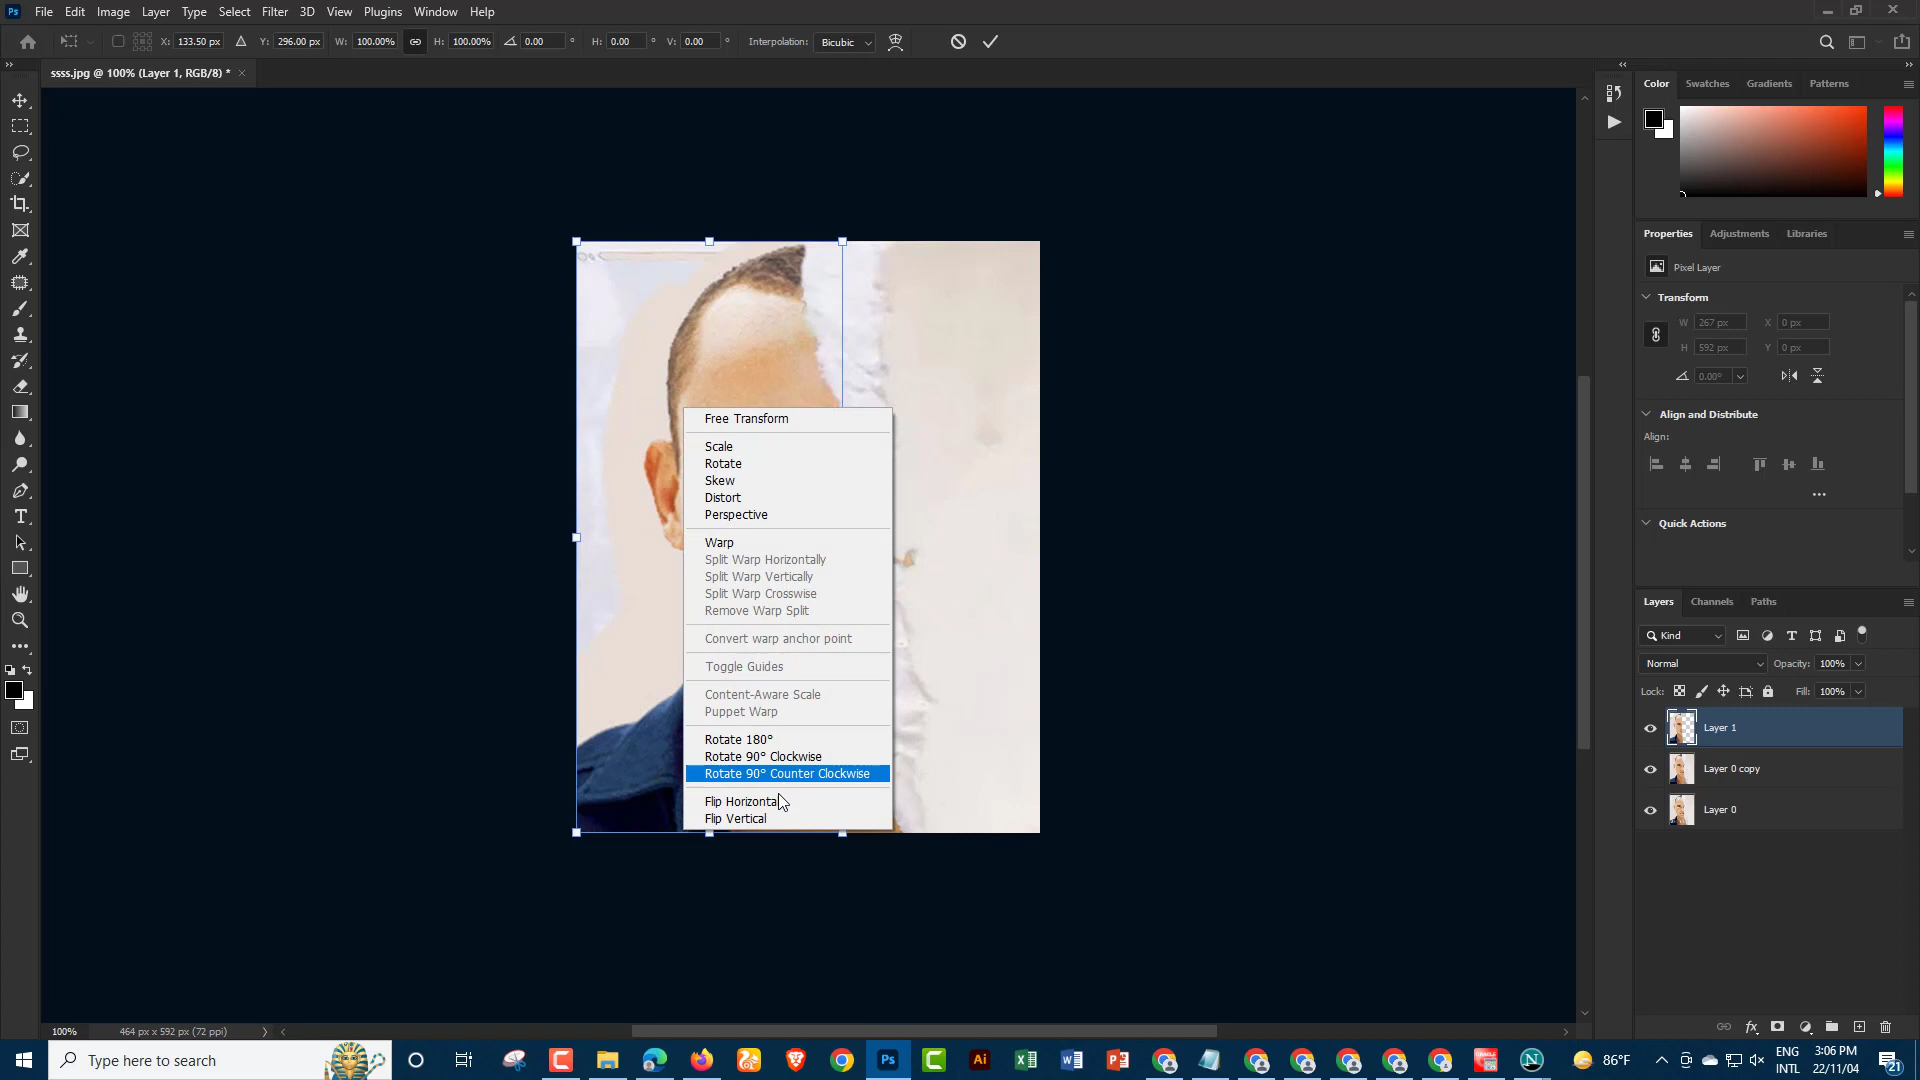 Ps File Edit Image Layer Type Select Filter 3D View Plugins Window Help
X: 133.50 px Y: 296.00 px W: 100.00% H: 100.00% 0.00 ° H: 0.00 ° V: 0.00 ° Interpolation: Bicubic
ssss.jpg @ 100% (Layer 1, RGB/8) *
Color Swatches Gradients Patterns
Properties Adjustments Libraries
Pixel Layer
Transform
W 267 px X 0 px
H 592 px Y 0 px
0.00°
Align and Distribute
Align:
Quick Actions
Free Transform
Scale
Rotate
Skew
Distort
Perspective
Warp
Split Warp Horizontally
Split Warp Vertically
Split Warp Crosswise
Remove Warp Split
Convert warp anchor point
Toggle Guides
Content-Aware Scale
Puppet Warp
Rotate 180°
Rotate 90° Clockwise
Rotate 90° Counter Clockwise
Flip Horizontal
Flip Vertical
Layers Channels Paths
Kind
Normal Opacity: 100%
Lock: Fill: 100%
Layer 1
Layer 0 copy
Layer 0
fx
100% 464 px x 592 px (72 ppi)
Type here to search
Ps
Ai
86°F
ENG
INTL
3:06 PM
22/11/04
21